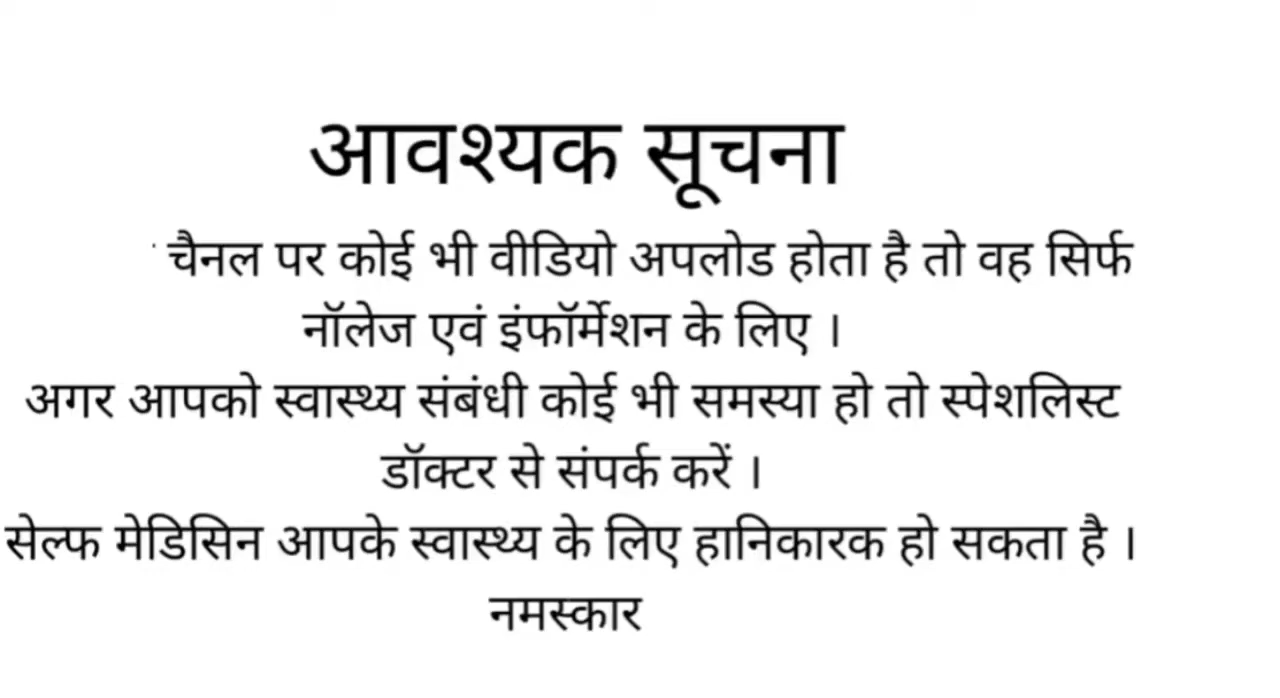 आवश्यक सूचना
चैनल पर कोई भी वीडियो अपलोड होता है तो वह सिर्फ
नॉलेज एवं इंफॉर्मेशन के लिए ।
अगर आपको स्वास्थ्य संबंधी कोई भी समस्या हो तो स्पेशलिस्ट
डॉक्टर से संपर्क करें ।
सेल्फ मेडिसिन आपके स्वास्थ्य के लिए हानिकारक हो सकता है ।
नमस्कार